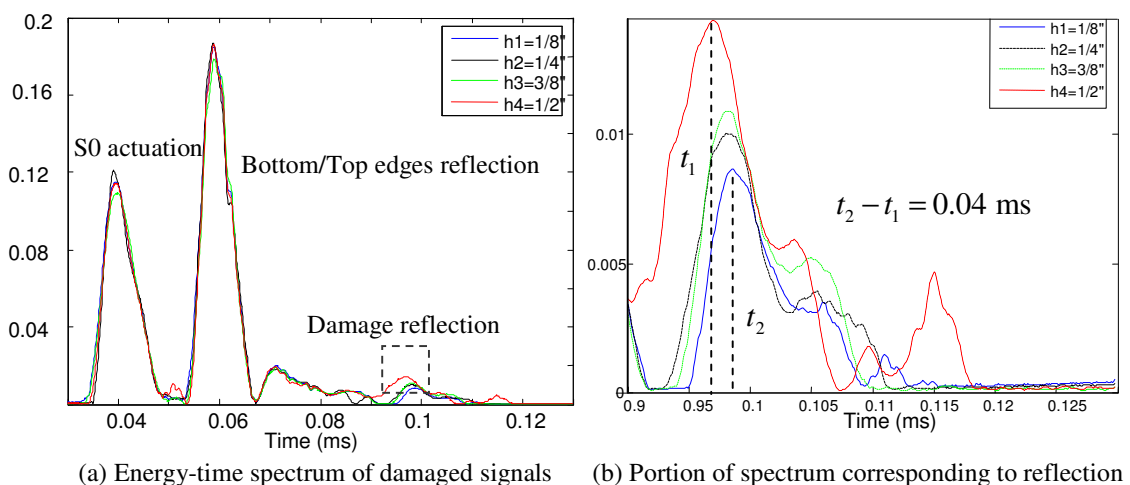 0.2
0.16
0.12
0.08
0.04
h1=1/8"
h2=1/4"
h3=3/8"
h4=1/2"
S0 actuation
Bottom/Top edges reflection
Damage reflection
0.04 0.06 0.08 0.1 0.12
Time (ms)
(a) Energy-time spectrum of damaged signals
h1=1/8"
h2=1/4"
h3=3/8"
h4=1/2"
0.01
0.005
0
t1
t2
t2 − t1 = 0.04 ms
0.9 0.95 0.1 0.105 0.11 0.115 0.12 0.125
Time (ms)
(b) Portion of spectrum corresponding to reflection